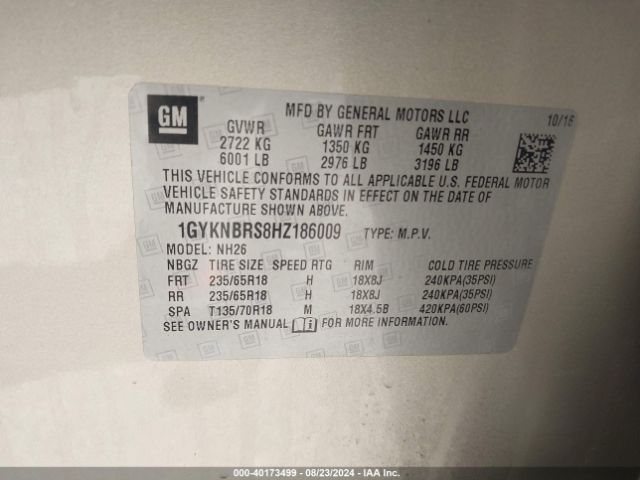 GM
MFD BY GENERAL MOTORS LLC
10/16
GVWR GAWR FRT GAWR RR
2722 KG 1350 KG 1450 KG
6001 LB 2976 LB 3196 LB
THIS VEHICLE CONFORMS TO ALL APPLICABLE U.S. FEDERAL MOTOR
VEHICLE SAFETY STANDARDS IN EFFECT ON THE DATE OF
MANUFACTURE SHOWN ABOVE.
1GYKNBRS8HZ186009 TYPE: M.P.V.
MODEL: NH26
NBGZ TIRE SIZE SPEED RTG RIM COLD TIRE PRESSURE
FRT 235/65R18 H 18X8J 240KPA(35PSI)
RR 235/65R18 H 18X8J 240KPA(35PSI)
SPA T135/70R18 M 18X4.5B 420KPA(60PSI)
SEE OWNER'S MANUAL FOR MORE INFORMATION.
000-40173499 - 08/23/2024 - IAA Inc.